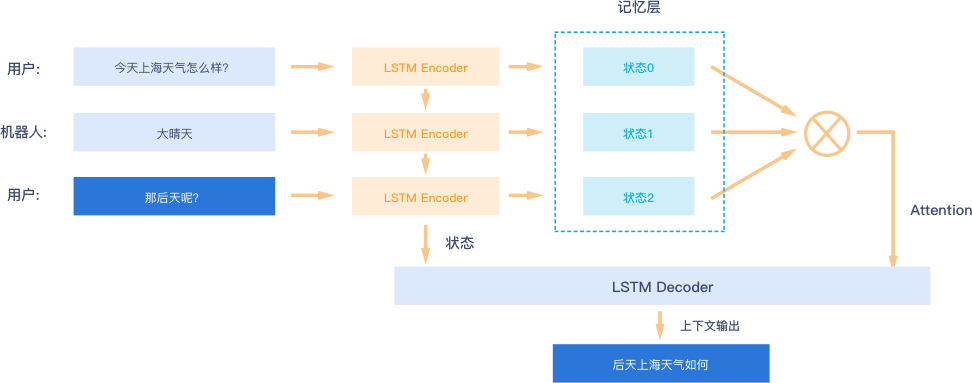 记忆层
用户:
今天上海天气怎么样?
LSTM Encoder
状态0
机器人:
大晴天
LSTM Encoder
状态1
用户:
那后天呢?
LSTM Encoder
状态2
Attention
状态
LSTM Decoder
上下文输出
后天上海天气如何